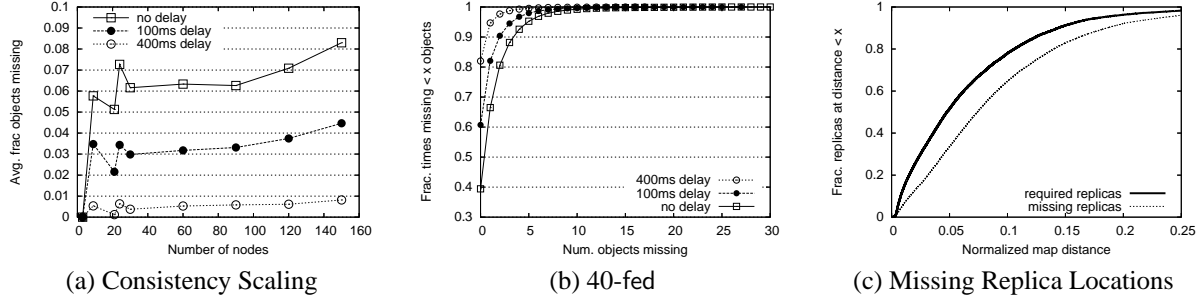 no delay
100ms delay
400ms delay
Avg. frac objects missing
0.1
0.09
0.08
0.07
0.06
0.05
0.04
0.03
0.02
0.01
0
0 20 40 60 80 100 120 140 160
Number of nodes
(a) Consistency Scaling
Frac. times missing < x objects
1
0.9
0.8
0.7
0.6
0.5
0.4
0.3
400ms delay
100ms delay
no delay
0 5 10 15 20 25 30
Num. objects missing
(b) 40-fed
Frac. replicas at distance < x
1
0.8
0.6
0.4
0.2
0
required replicas
missing replicas
0 0.05 0.1 0.15 0.2 0.25
Normalized map distance
(c) Missing Replica Locations